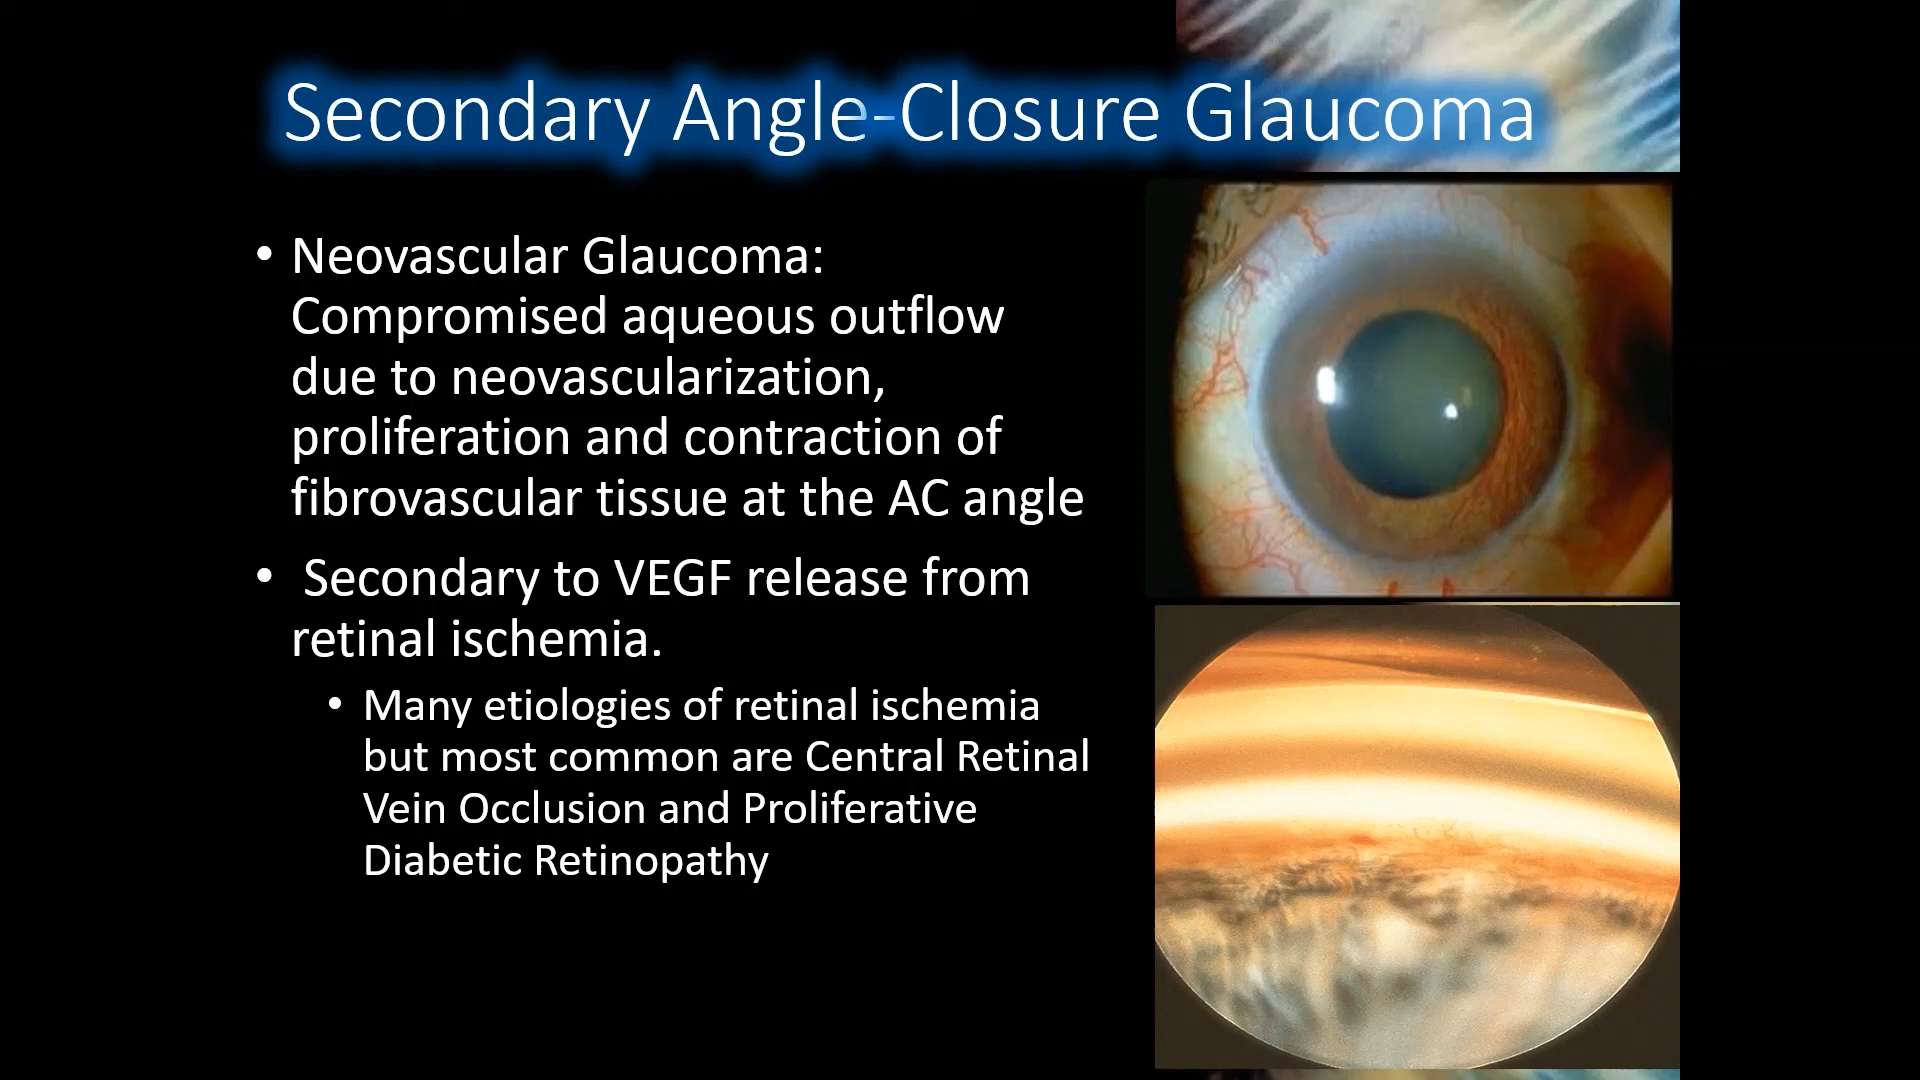 Secondary Angle-Closure Glaucoma
• Neovascular Glaucoma:
Compromised aqueous outflow
due to neovascularization,
proliferation and contraction of
fibrovascular tissue at the AC angle
• Secondary to VEGF release from
retinal ischemia.
• Many etiologies of retinal ischemia
but most common are Central Retinal
Vein Occlusion and Proliferative
Diabetic Retinopathy